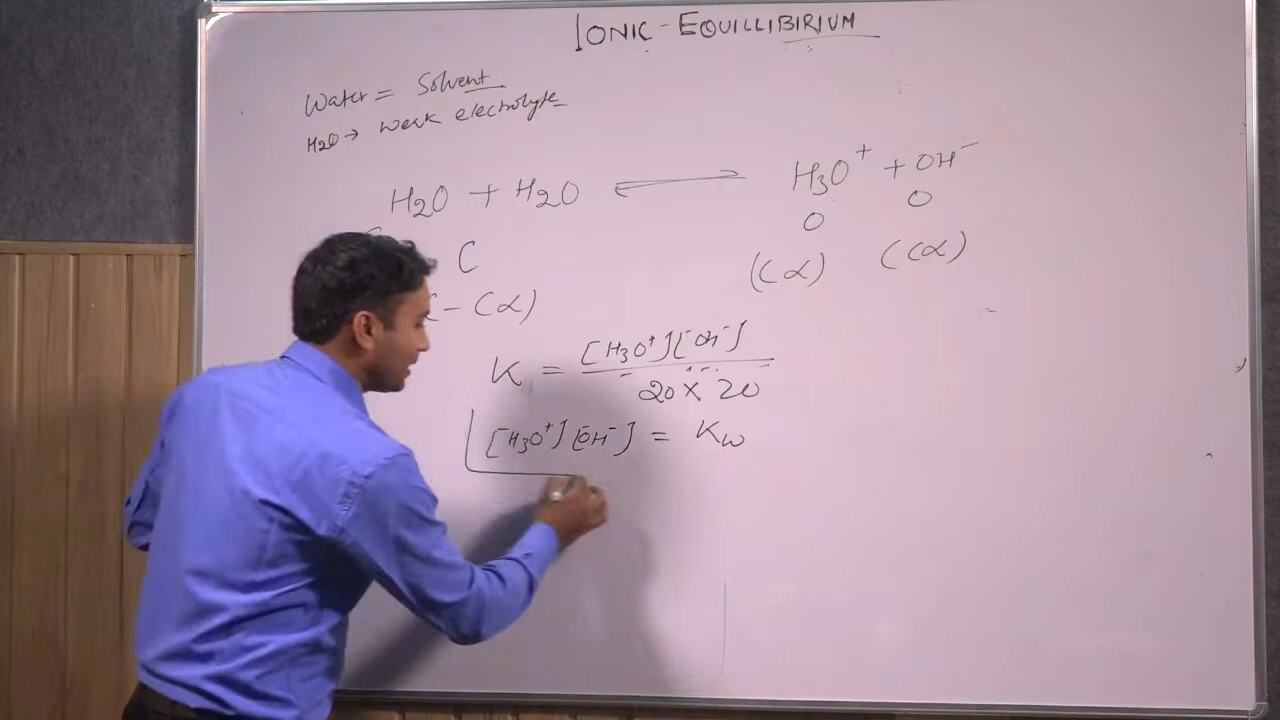 IONIC-EQUILLIBIRIUM
Water = Solvent
H2O → weak electrolyte
H2O + H2O ⇌ H3O⁺ + OH⁻
C 0 0
- Cα) (Cα) (Cα)
K = [H3O⁺][OH⁻]
20 X 20
[H3O⁺][OH⁻] = Kw